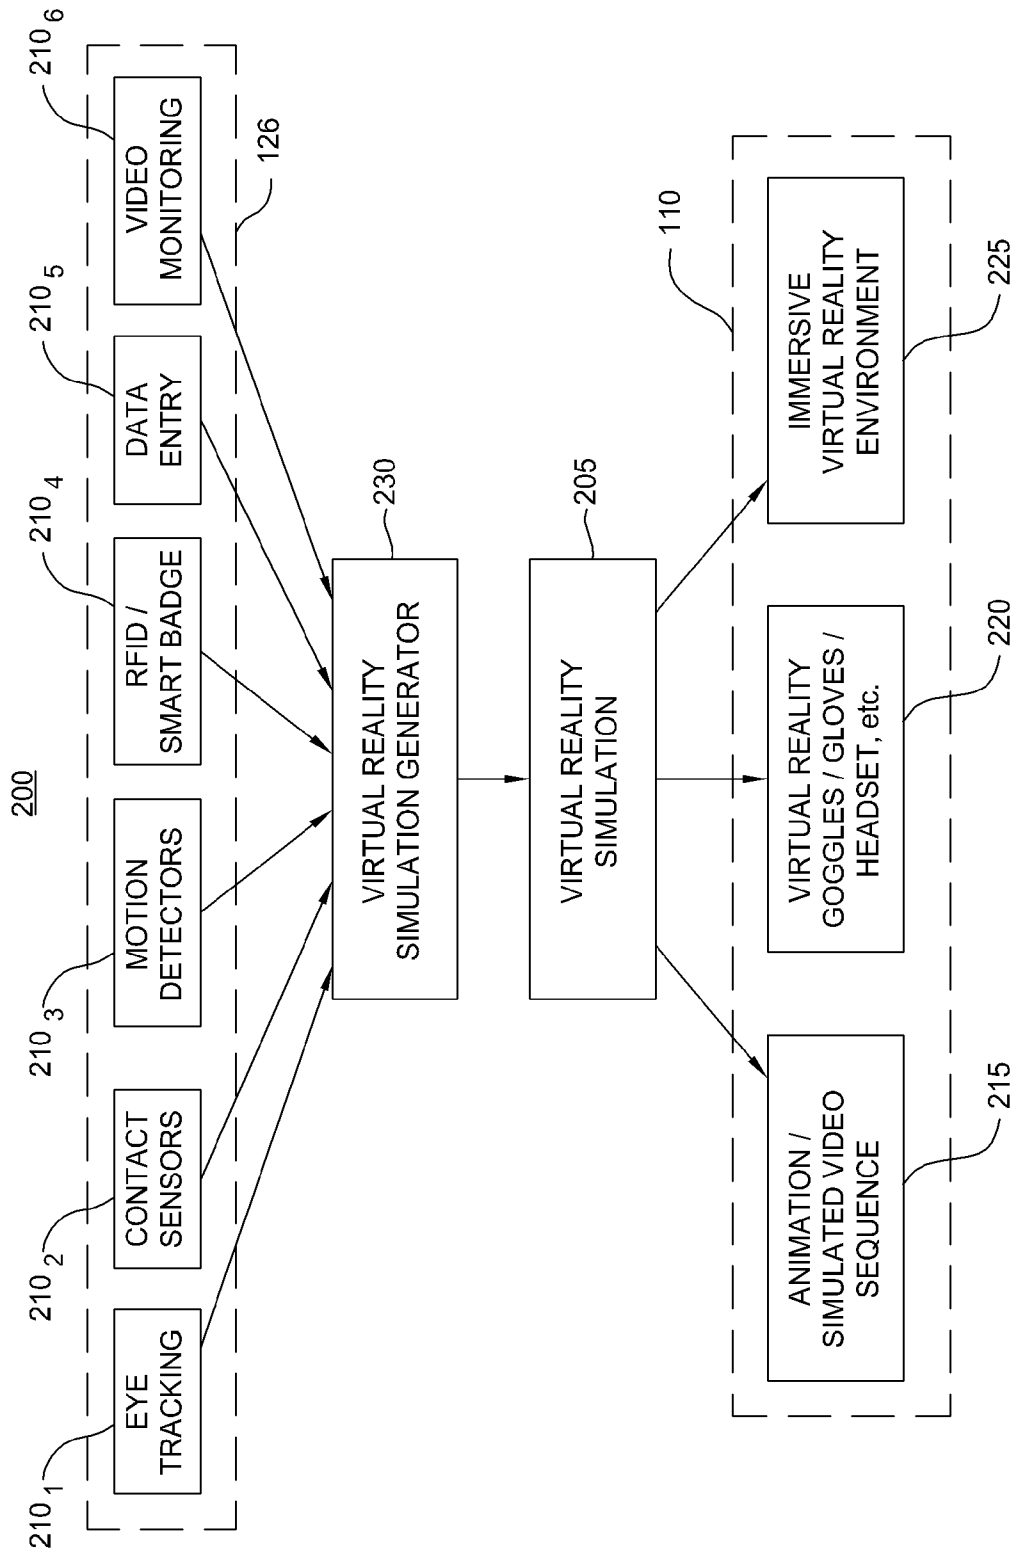 200
210 1
210 2
210 3
210 4
210 5
210 6
EYE
TRACKING
CONTACT
SENSORS
MOTION
DETECTORS
RFID /
SMART BADGE
DATA
ENTRY
VIDEO
MONITORING
126
VIRTUAL REALITY
SIMULATION GENERATOR
230
VIRTUAL REALITY
SIMULATION
205
110
ANIMATION /
SIMULATED VIDEO
SEQUENCE
215
VIRTUAL REALITY
GOGGLES / GLOVES /
HEADSET, etc.
220
IMMERSIVE
VIRTUAL REALITY
ENVIRONMENT
225